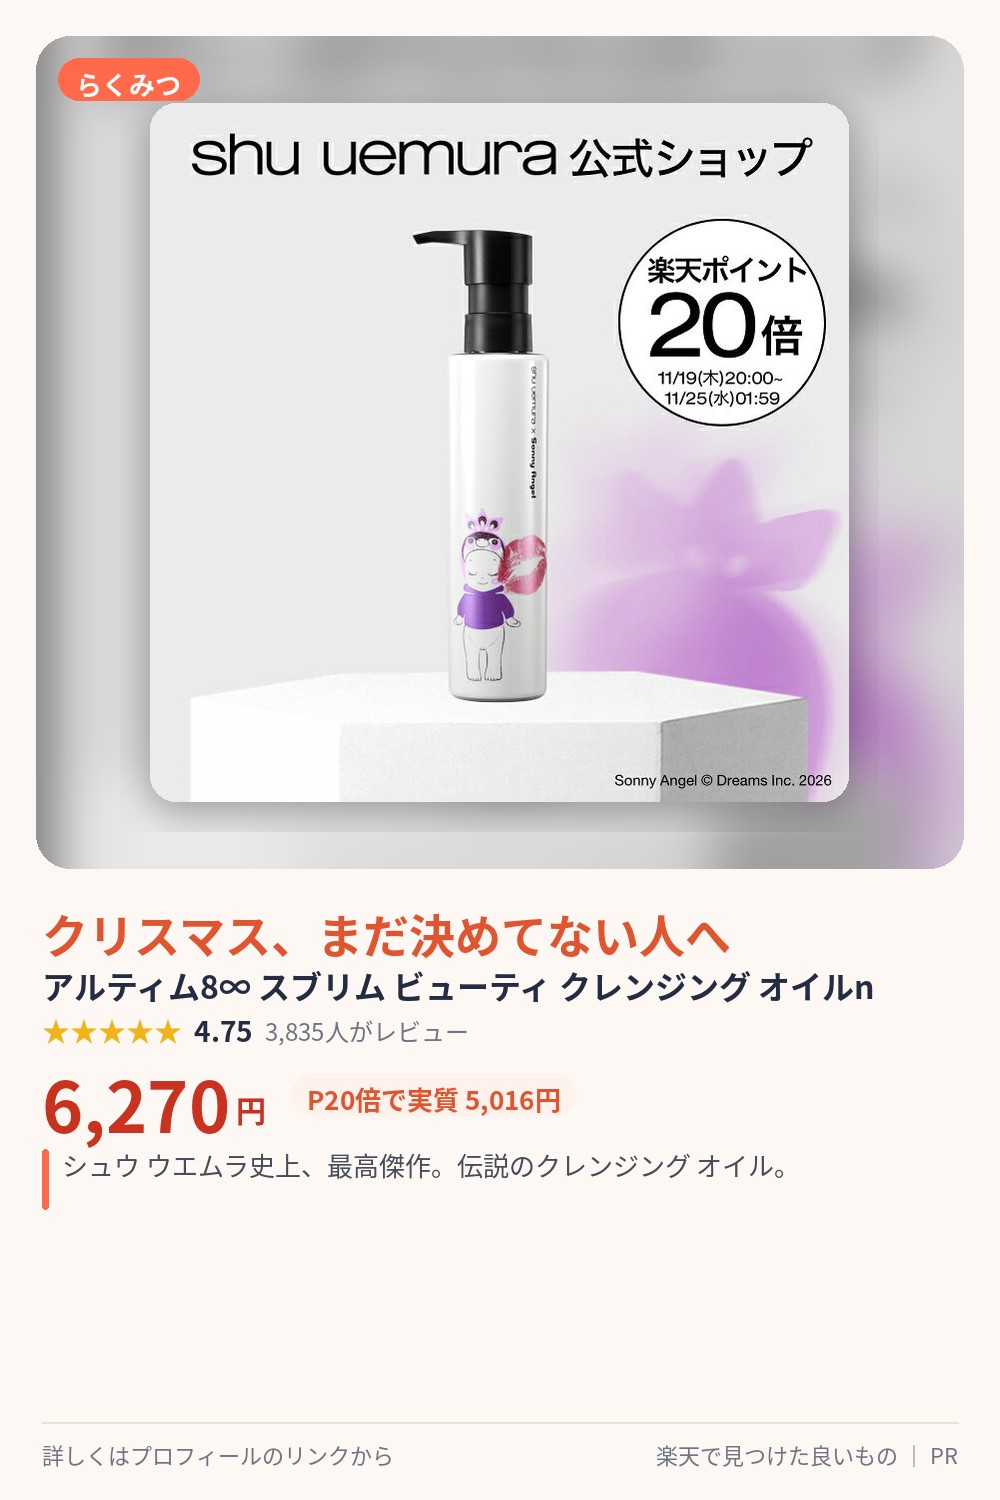 らくみつ
shu uemura 公式ショップ
楽天ポイント
20倍
11/19(木)20:00~
11/25(水)01:59
shu uemura × Sonny Angel
Sonny Angel © Dreams Inc. 2026
クリスマス、まだ決めてない人へ
アルティム8∞ スブリム ビューティ クレンジング オイルn
★★★★★ 4.75 3,835人がレビュー
6,270円 P20倍で実質 5,016円
シュウ ウエムラ史上、最高傑作。伝説のクレンジング オイル。
詳しくはプロフィールのリンクから
楽天で見つけた良いもの | PR